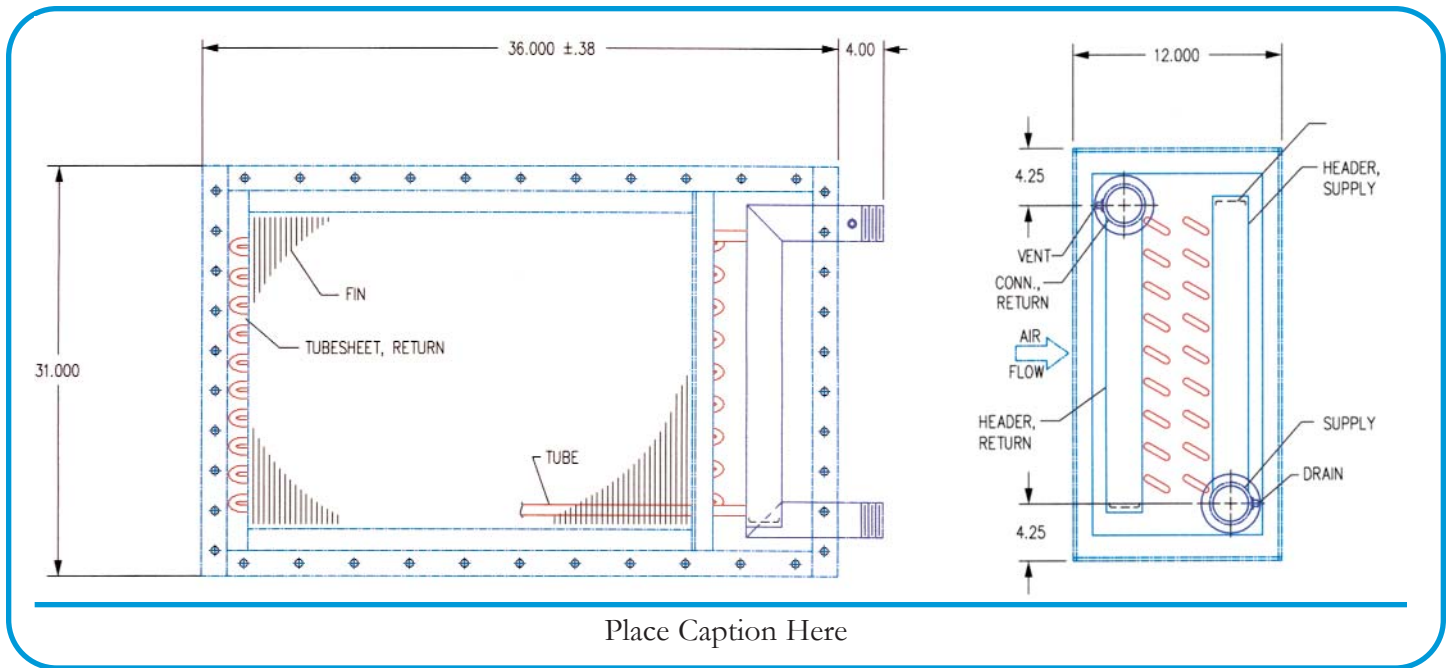 36.000 ±.38
4.00
31.000
FIN
TUBESHEET, RETURN
TUBE
12.000
4.25
HEADER,
SUPPLY
VENT
CONN.,
RETURN
AIR
FLOW
HEADER,
RETURN
SUPPLY
DRAIN
4.25
Place Caption Here